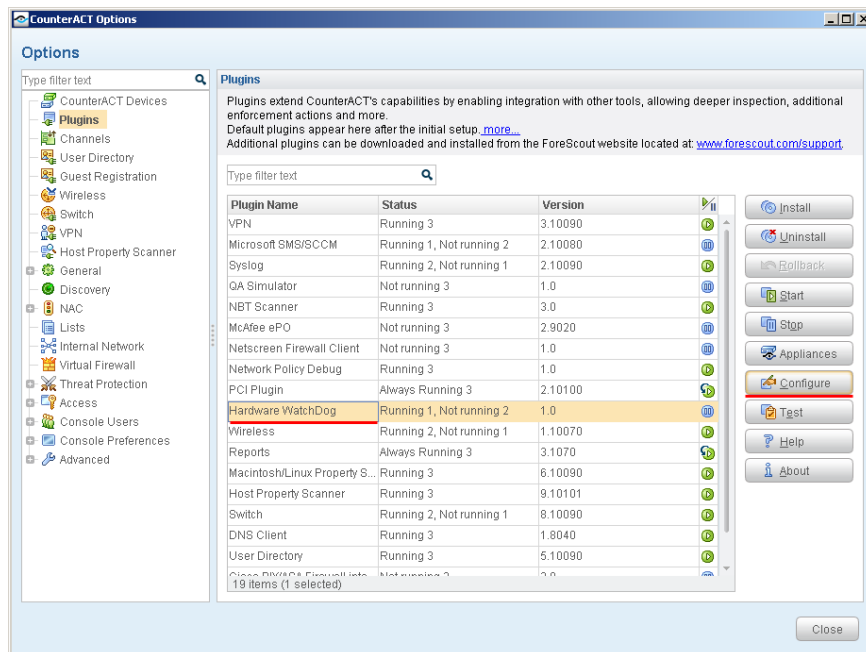 CounterACT Options
Options
Type filter text
CounterACT Devices
Plugins
Channels
User Directory
Guest Registration
Wireless
Switch
VPN
Host Property Scanner
General
Discovery
NAC
Lists
Internal Network
Virtual Firewall
Threat Protection
Access
Console Users
Console Preferences
Advanced
Plugins
Plugins extend CounterACT's capabilities by enabling integration with other tools, allowing deeper inspection, additional
enforcement actions and more.
Default plugins appear here after the initial setup. more...
Additional plugins can be downloaded and installed from the ForeScout website located at: www.forescout.com/support.
Type filter text
Plugin Name Status Version
VPN Running 3 3.10090
Microsoft SMS/SCCM Running 1, Not running 2 2.10080
Syslog Running 2, Not running 1 2.10090
QA Simulator Not running 3 1.0
NBT Scanner Running 3 3.0
McAfee ePO Not running 3 2.9020
Netscreen Firewall Client Not running 3 1.0
Network Policy Debug Running 3 1.0
PCI Plugin Always Running 3 2.10100
Hardware WatchDog Running 1, Not running 2 1.0
Wireless Running 2, Not running 1 1.10070
Reports Always Running 3 3.1070
Macintosh/Linux Property S... Running 3 6.10090
Host Property Scanner Running 3 9.10101
Switch Running 2, Not running 1 8.10090
DNS Client Running 3 1.8040
User Directory Running 3 5.10090
19 items (1 selected)
Install
Uninstall
Rollback
Start
Stop
Appliances
Configure
Test
Help
About
Close